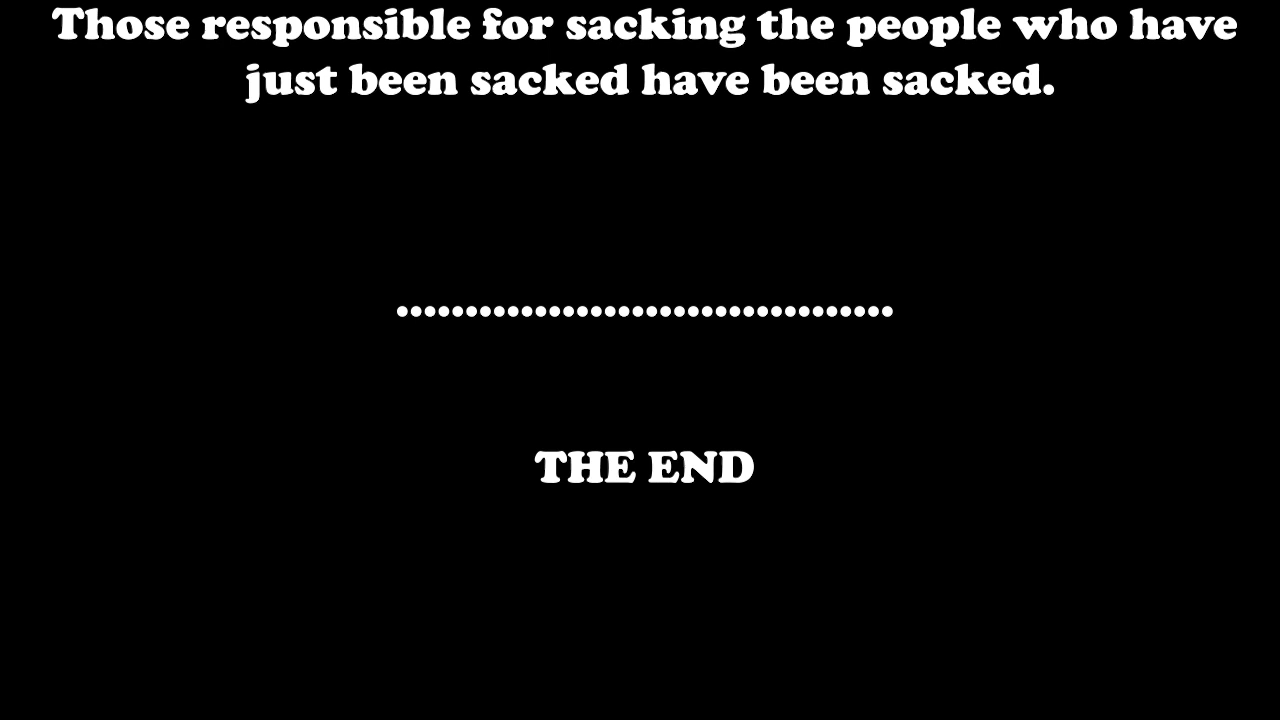 Those responsible for sacking the people who have
just been sacked have been sacked.
....................................
THE END